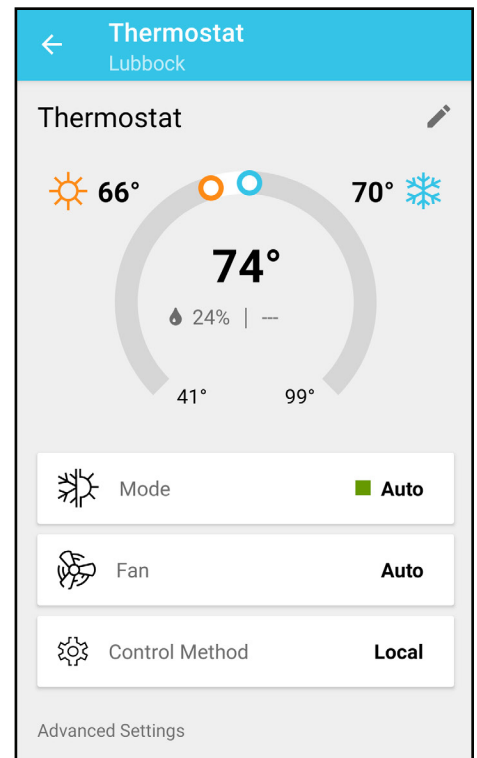 Thermostat
Lubbock
Thermostat
66°
70°
74°
24% | ---
41°
99°
Mode
Auto
Fan
Auto
Control Method
Local
Advanced Settings